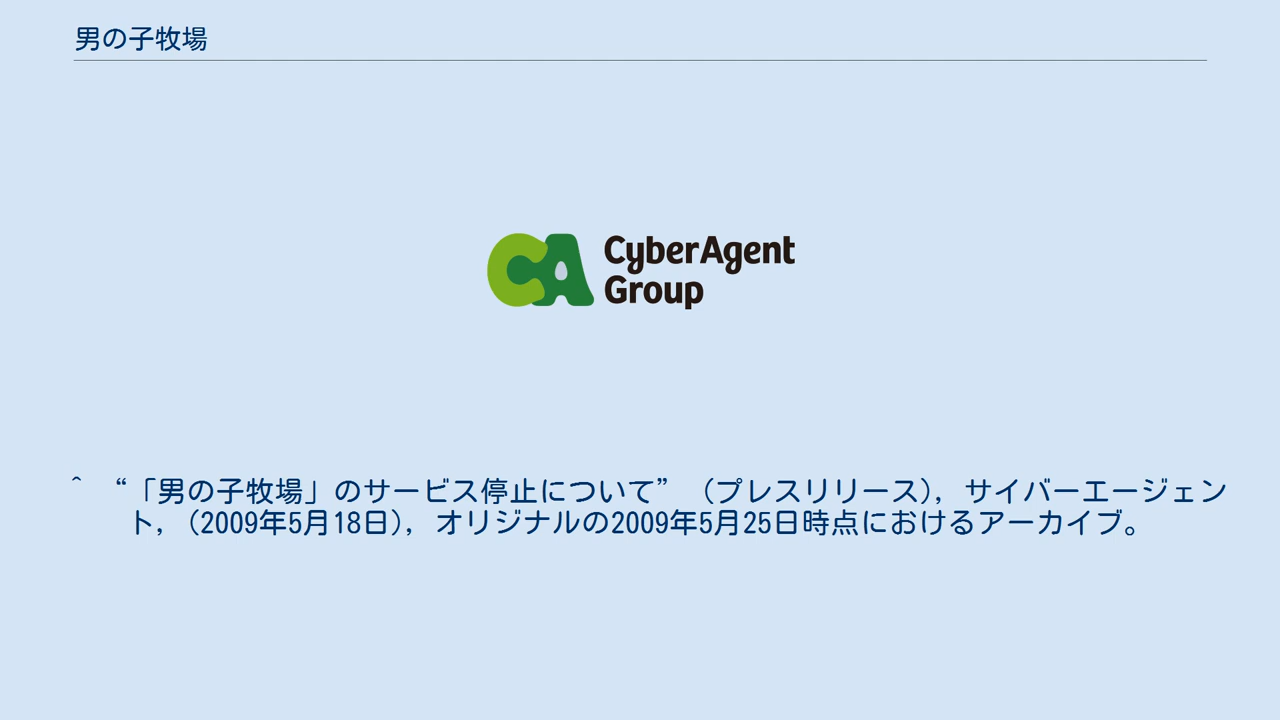 男の子牧場
CA CyberAgent
Group
^ “「男の子牧場」のサービス停止について” (プレスリリース), サイバーエージェン
ト, (2009年5月18日), オリジナルの2009年5月25日時点におけるアーカイブ。